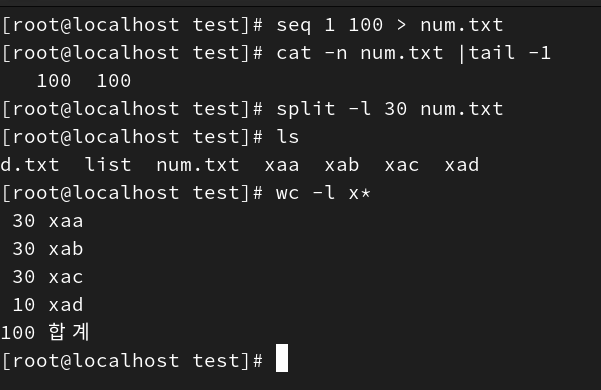 [root@localhost test]# seq 1 100 > num.txt
[root@localhost test]# cat -n num.txt |tail -1
   100  100
[root@localhost test]# split -l 30 num.txt
[root@localhost test]# ls
d.txt  list  num.txt  xaa  xab  xac  xad
[root@localhost test]# wc -l x*
 30 xaa
 30 xab
 30 xac
 10 xad
100 합계
[root@localhost test]#